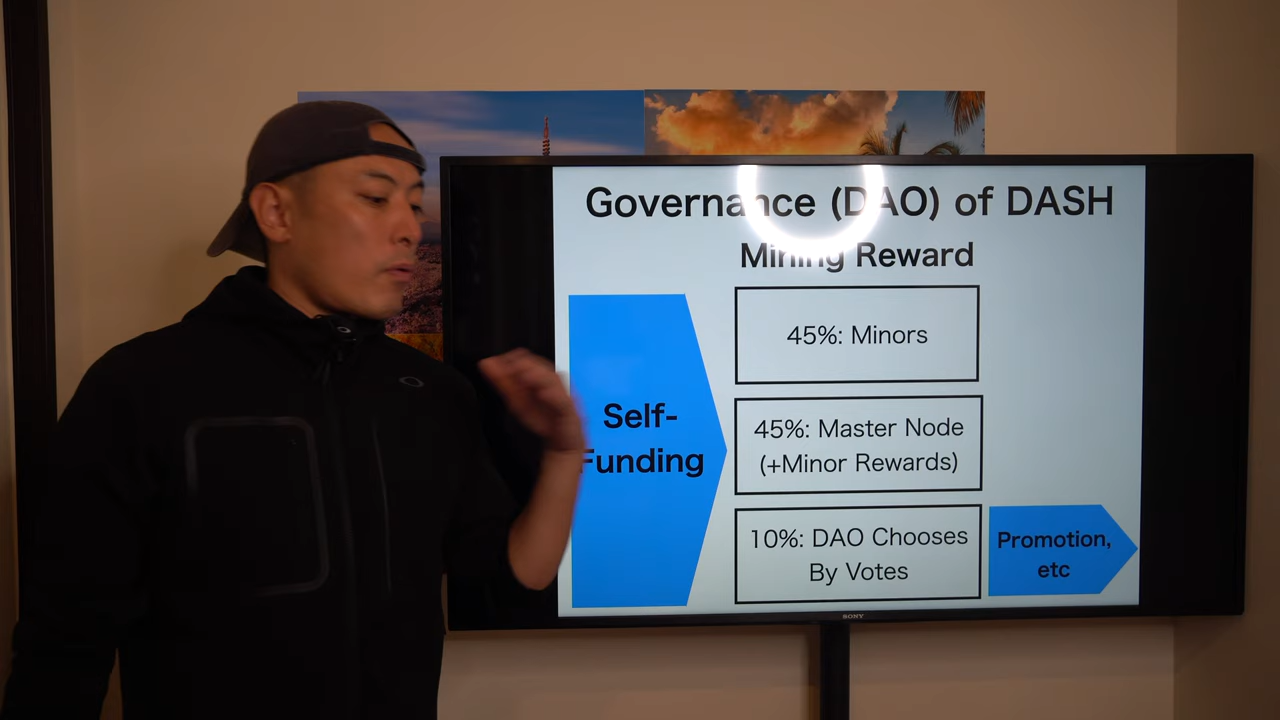 Governance (DAO) of DASH
Mining Reward
Self-
Funding
45%: Minors
45%: Master Node
(+Minor Rewards)
10%: DAO Chooses
By Votes
Promotion,
etc
SONY